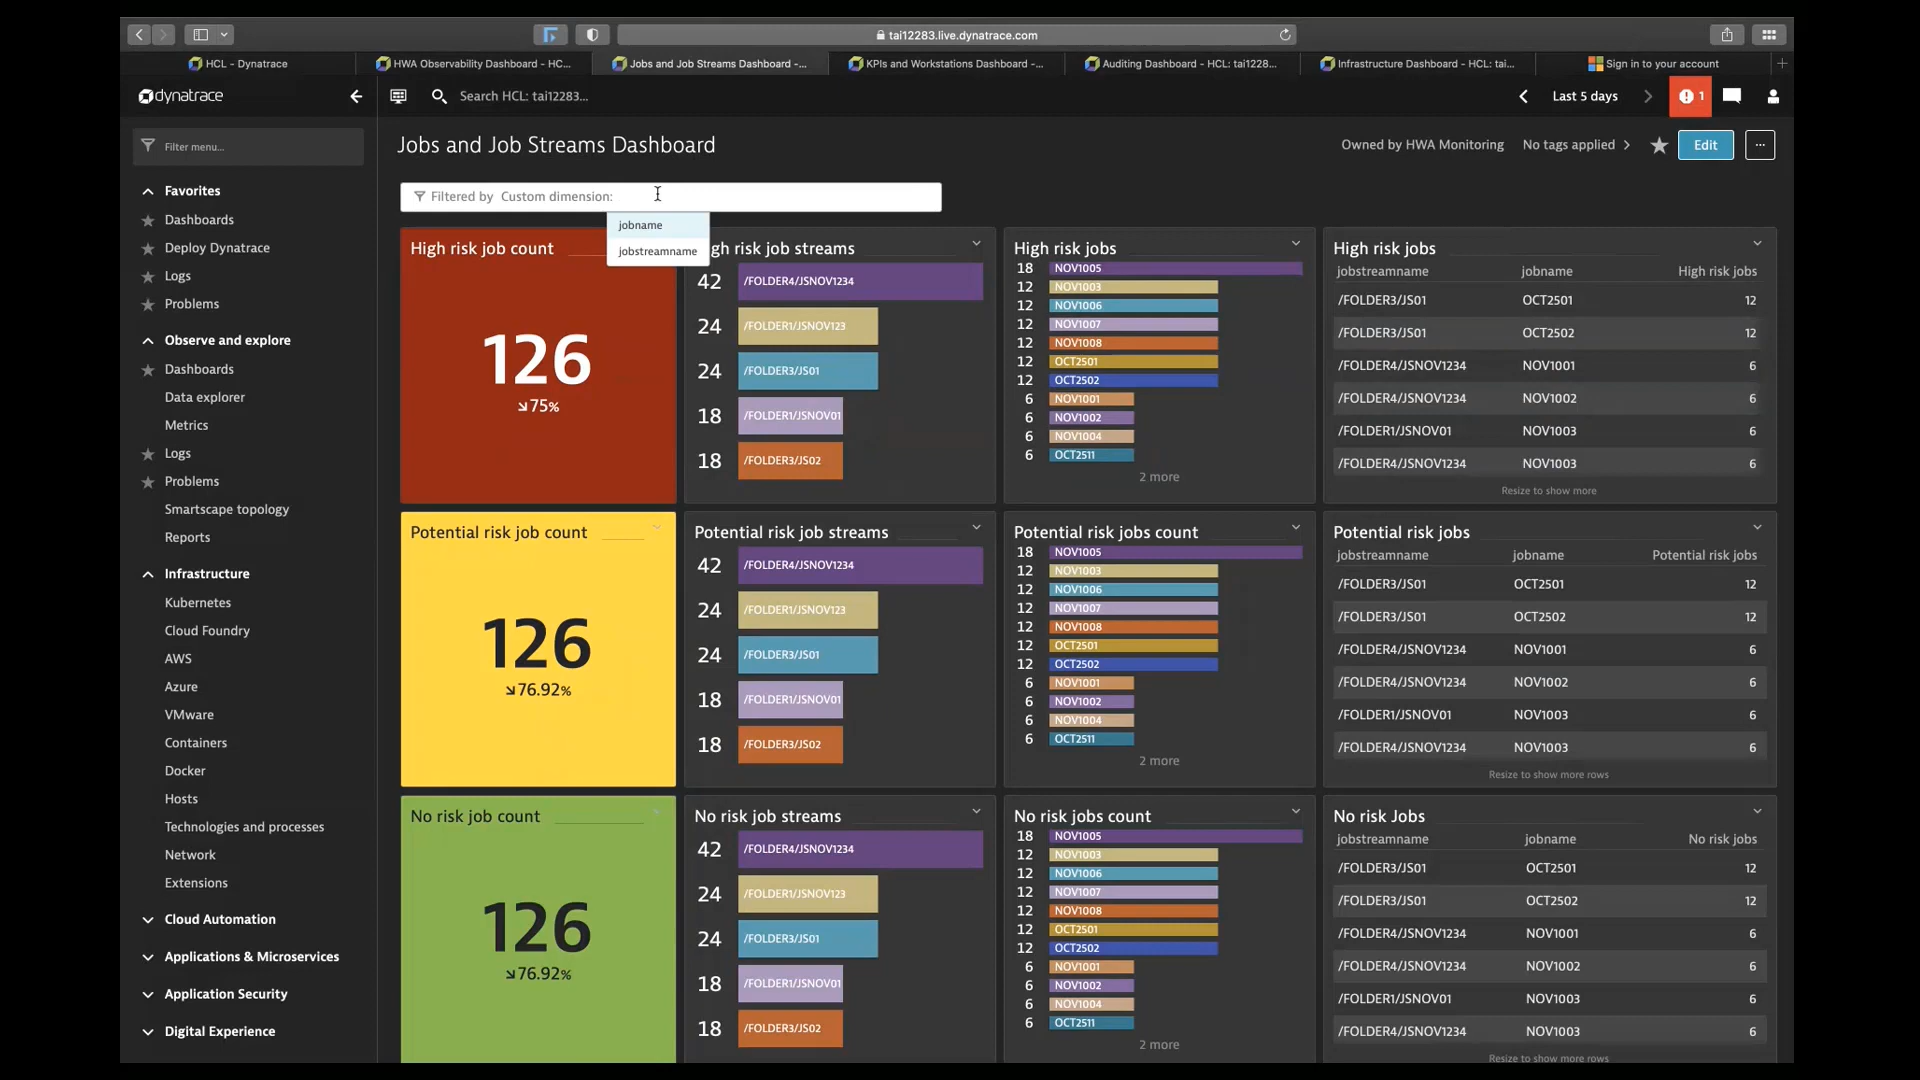 tai12283.live.dynatrace.com
HCL - Dynatrace
HWA Observability Dashboard - HC...
Jobs and Job Streams Dashboard -...
KPIs and Workstations Dashboard -...
Auditing Dashboard - HCL: tai1228...
Infrastructure Dashboard - HCL: tai...
Sign in to your account
dynatrace
Search HCL: tai12283...
Last 5 days
1
Filter menu...
Favorites
Dashboards
Deploy Dynatrace
Logs
Problems
Observe and explore
Dashboards
Data explorer
Metrics
Logs
Problems
Smartscape topology
Reports
Infrastructure
Kubernetes
Cloud Foundry
AWS
Azure
VMware
Containers
Docker
Hosts
Technologies and processes
Network
Extensions
Cloud Automation
Applications & Microservices
Application Security
Digital Experience
Jobs and Job Streams Dashboard
Owned by HWA Monitoring
No tags applied
Edit
...
Filtered by Custom dimension:
jobname
jobstreamname
High risk job count
126
75%
gh risk job streams
42 /FOLDER4/JSNOV1234
24 /FOLDER1/JSNOV123
24 /FOLDER3/JS01
18 /FOLDER1/JSNOV01
18 /FOLDER3/JS02
High risk jobs
18 NOV1005
12 NOV1003
12 NOV1006
12 NOV1007
12 NOV1008
12 OCT2501
12 OCT2502
6 NOV1001
6 NOV1002
6 NOV1004
6 OCT2511
2 more
High risk jobs
jobstreamname jobname High risk jobs
/FOLDER3/JS01 OCT2501 12
/FOLDER3/JS01 OCT2502 12
/FOLDER4/JSNOV1234 NOV1001 6
/FOLDER4/JSNOV1234 NOV1002 6
/FOLDER1/JSNOV01 NOV1003 6
/FOLDER4/JSNOV1234 NOV1003 6
Resize to show more
Potential risk job count
126
76.92%
Potential risk job streams
42 /FOLDER4/JSNOV1234
24 /FOLDER1/JSNOV123
24 /FOLDER3/JS01
18 /FOLDER1/JSNOV01
18 /FOLDER3/JS02
Potential risk jobs count
18 NOV1005
12 NOV1003
12 NOV1006
12 NOV1007
12 NOV1008
12 OCT2501
12 OCT2502
6 NOV1001
6 NOV1002
6 NOV1004
6 OCT2511
2 more
Potential risk jobs
jobstreamname jobname Potential risk jobs
/FOLDER3/JS01 OCT2501 12
/FOLDER3/JS01 OCT2502 12
/FOLDER4/JSNOV1234 NOV1001 6
/FOLDER4/JSNOV1234 NOV1002 6
/FOLDER1/JSNOV01 NOV1003 6
/FOLDER4/JSNOV1234 NOV1003 6
Resize to show more rows
No risk job count
126
76.92%
No risk job streams
42 /FOLDER4/JSNOV1234
24 /FOLDER1/JSNOV123
24 /FOLDER3/JS01
18 /FOLDER1/JSNOV01
18 /FOLDER3/JS02
No risk jobs count
18 NOV1005
12 NOV1003
12 NOV1006
12 NOV1007
12 NOV1008
12 OCT2501
12 OCT2502
6 NOV1001
6 NOV1002
6 NOV1004
6 OCT2511
2 more
No risk Jobs
jobstreamname jobname No risk jobs
/FOLDER3/JS01 OCT2501 12
/FOLDER3/JS01 OCT2502 12
/FOLDER4/JSNOV1234 NOV1001 6
/FOLDER4/JSNOV1234 NOV1002 6
/FOLDER1/JSNOV01 NOV1003 6
/FOLDER4/JSNOV1234 NOV1003 6
Resize to show more rows